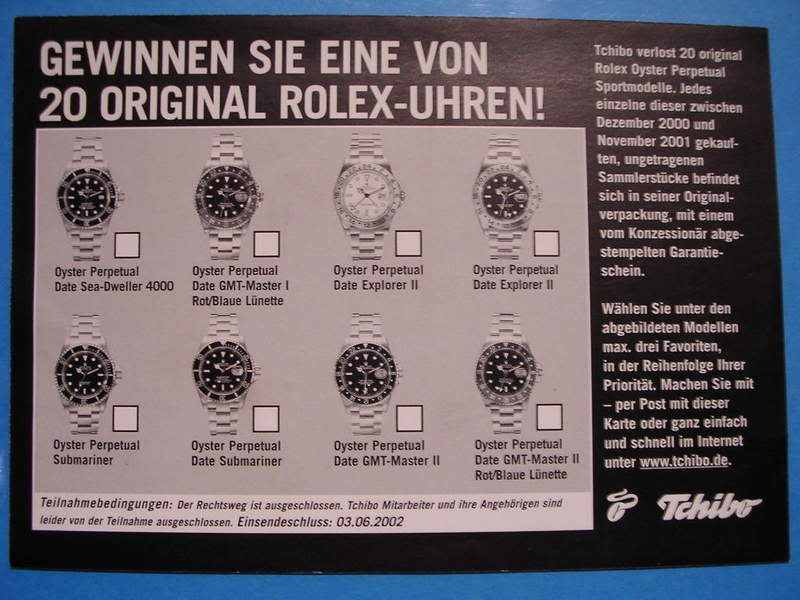 GEWINNEN SIE EINE VON
20 ORIGINAL ROLEX-UHREN!
Oyster Perpetual
Date Sea-Dweller 4000
Oyster Perpetual
Date GMT-Master I
Rot/Blaue Lünette
Oyster Perpetual
Date Explorer II
Oyster Perpetual
Date Explorer II
Oyster Perpetual
Submariner
Oyster Perpetual
Date Submariner
Oyster Perpetual
Date GMT-Master II
Oyster Perpetual
Date GMT-Master II
Rot/Blaue Lünette
Teilnahmebedingungen: Der Rechtsweg ist ausgeschlossen. Tchibo Mitarbeiter und ihre Angehörigen sind
leider von der Teilnahme ausgeschlossen. Einsendeschluss: 03.06.2002
Tchibo verlost 20 original
Rolex Oyster Perpetual
Sportmodelle. Jedes
einzelne dieser zwischen
Dezember 2000 und
November 2001 gekauf-
ten, ungetragenen
Sammlerstücke befindet
sich in seiner Original-
verpackung, mit einem
vom Konzessionär abge-
stempelten Garantie-
schein.
Wählen Sie unter den
abgebildeten Modellen
max. drei Favoriten,
in der Reihenfolge Ihrer
Priorität. Machen Sie mit
– per Post mit dieser
Karte oder ganz einfach
und schnell im Internet
unter www.tchibo.de.
Tchibo